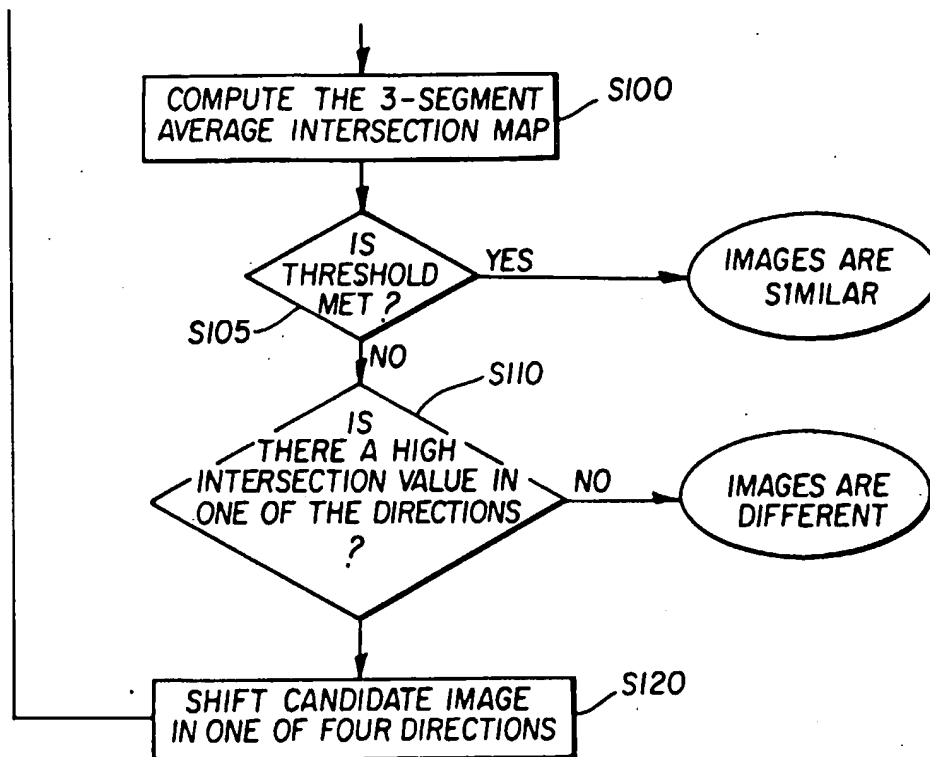 COMPUTE THE 3-SEGMENT
AVERAGE INTERSECTION MAP
S100
IS
THRESHOLD
MET ?
S105
YES
IMAGES ARE
SIMILAR
NO
S110
IS
THERE A HIGH
INTERSECTION VALUE IN
ONE OF THE DIRECTIONS
?
NO
IMAGES ARE
DIFFERENT
SHIFT CANDIDATE IMAGE
IN ONE OF FOUR DIRECTIONS
S120